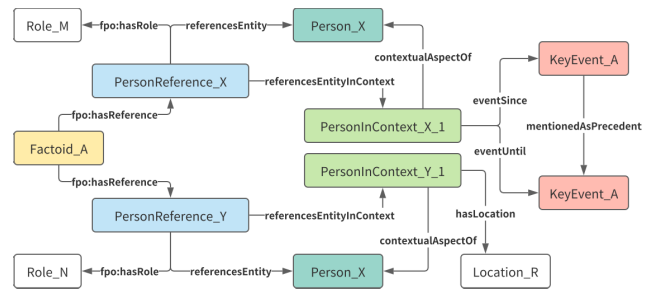 Role_M
fpo:hasRole
referencesEntity
Person_X
contextualAspectOf
KeyEvent_A
PersonReference_X
referencesEntityInContext
eventSince
fpo:hasReference
PersonInContext_X_1
mentionedAsPrecedent
Factoid_A
eventUntil
fpo:hasReference
PersonInContext_Y_1
KeyEvent_A
PersonReference_Y
referencesEntityInContext
hasLocation
contextualAspectOf
Role_N
fpo:hasRole
referencesEntity
Person_X
Location_R